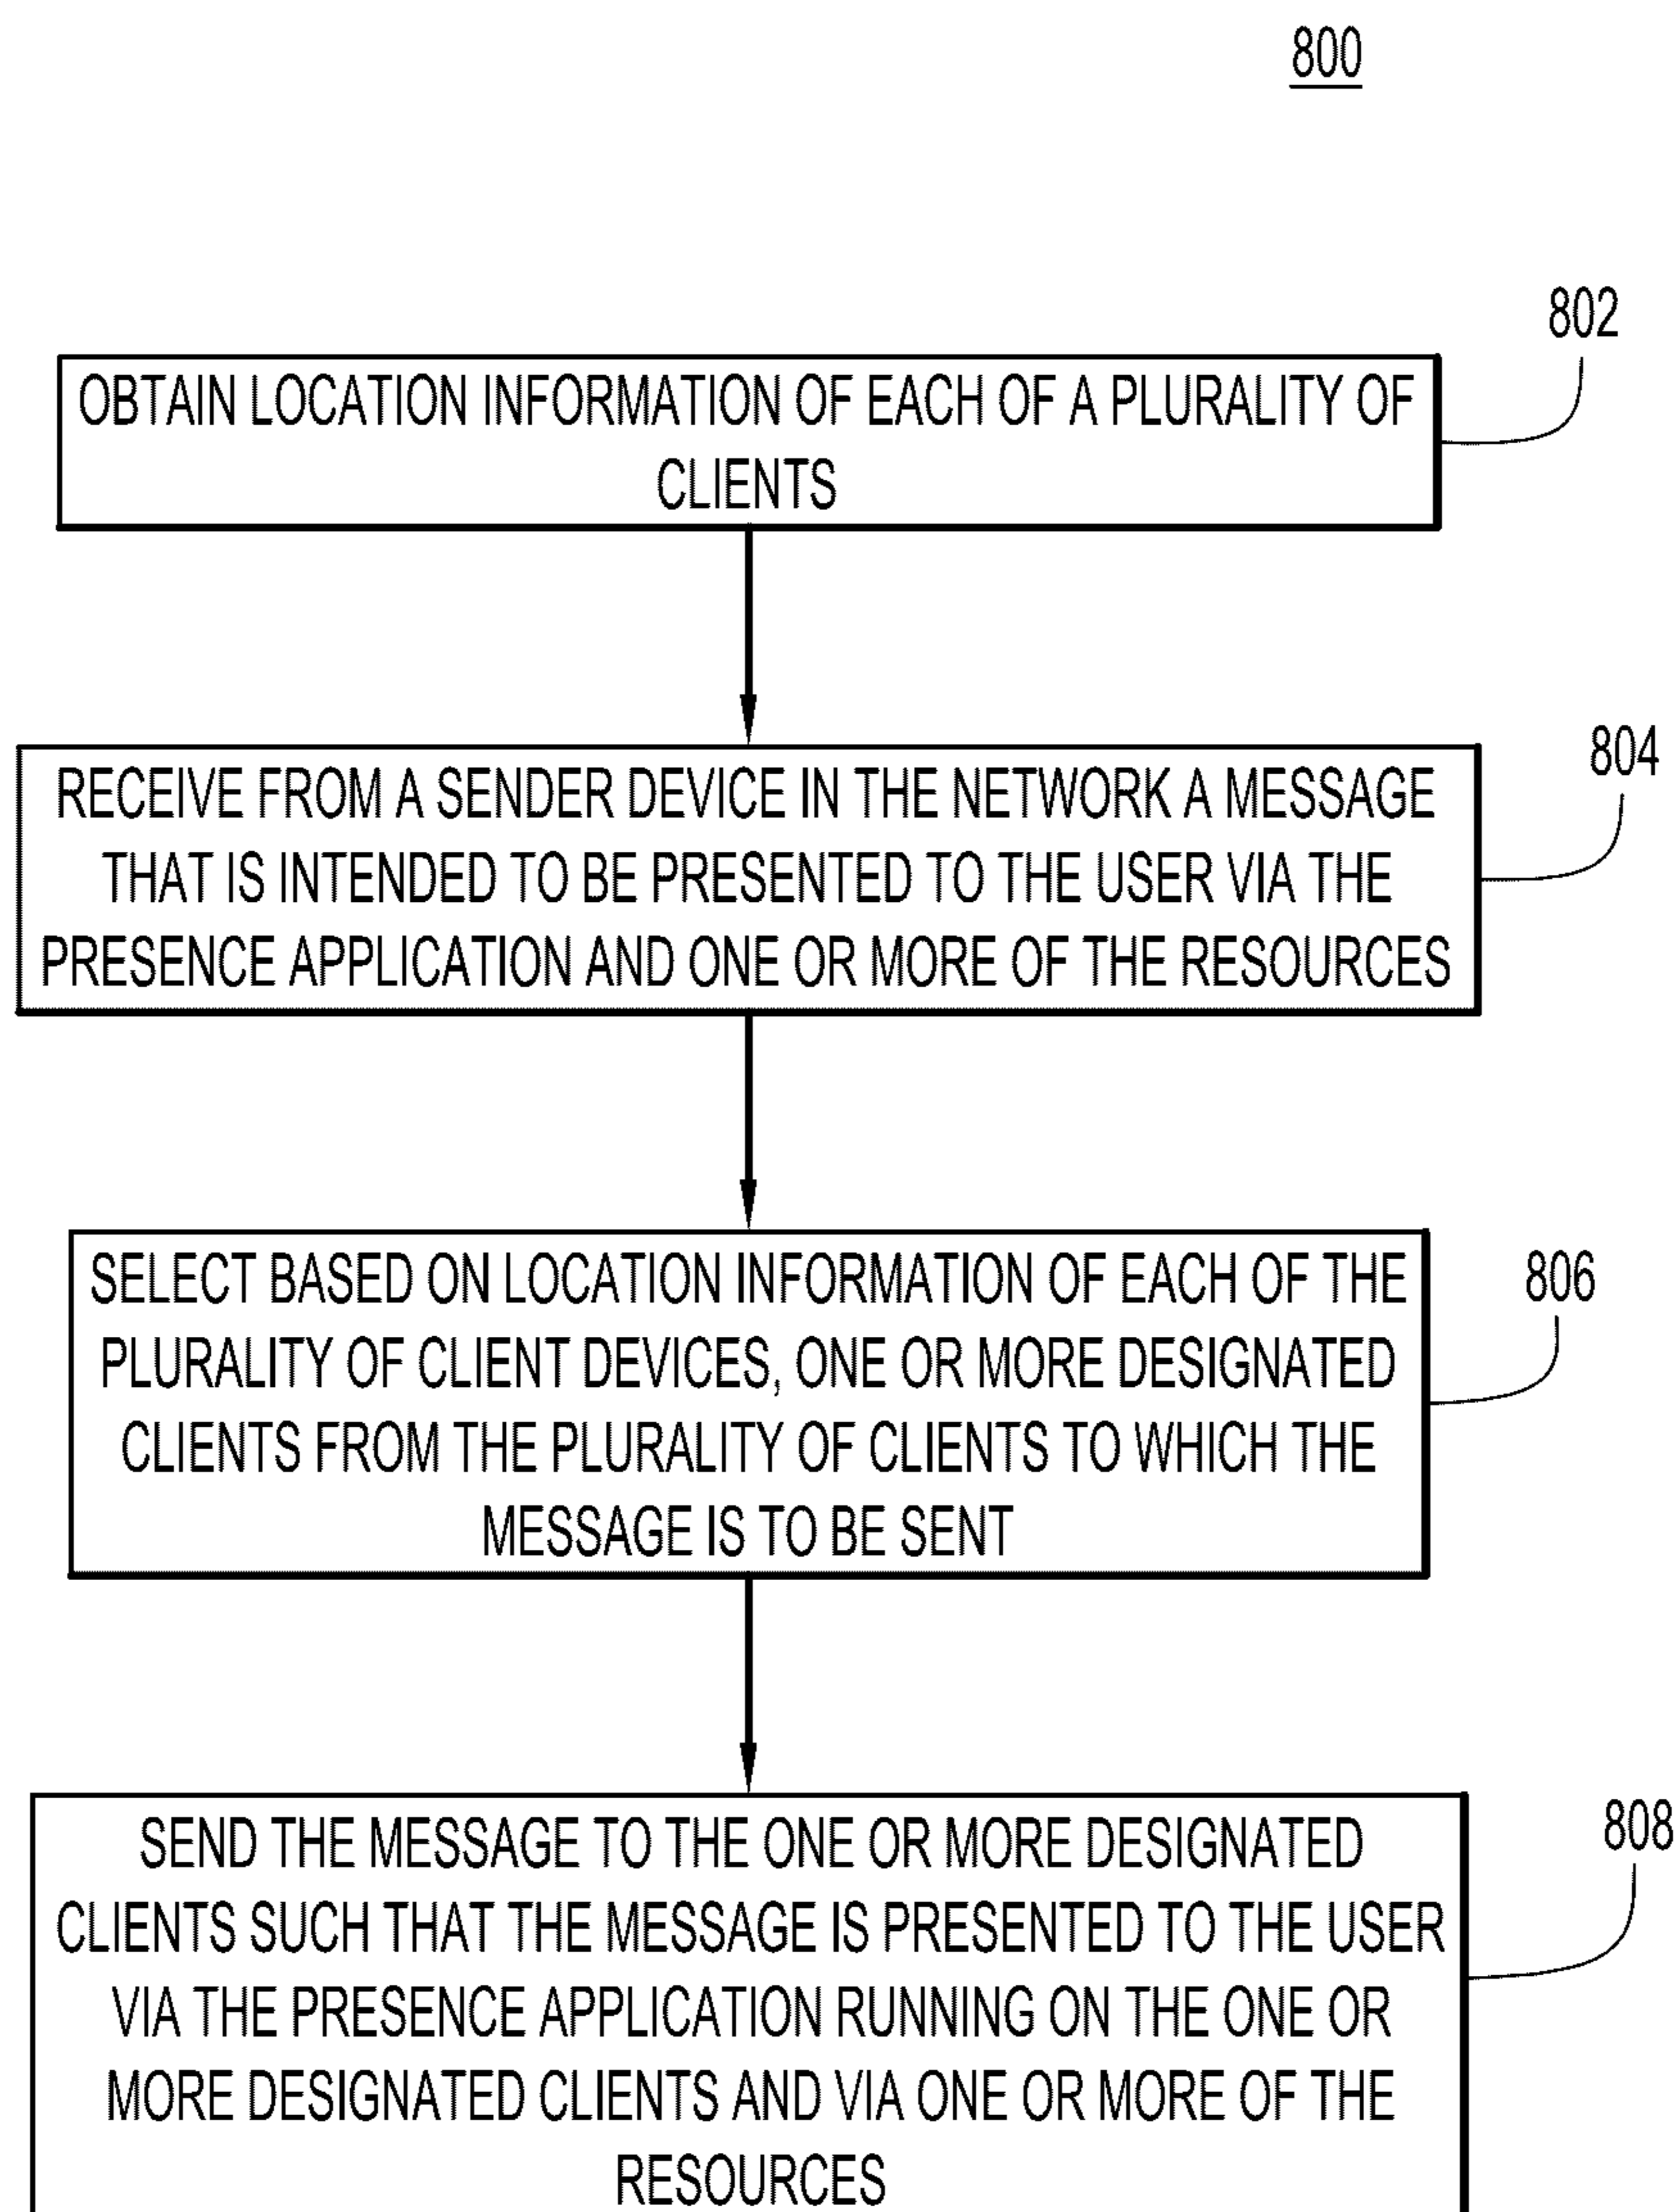 800
802
OBTAIN LOCATION INFORMATION OF EACH OF A PLURALITY OF
CLIENTS
804
RECEIVE FROM A SENDER DEVICE IN THE NETWORK A MESSAGE
THAT IS INTENDED TO BE PRESENTED TO THE USER VIA THE
PRESENCE APPLICATION AND ONE OR MORE OF THE RESOURCES
806
SELECT BASED ON LOCATION INFORMATION OF EACH OF THE
PLURALITY OF CLIENT DEVICES, ONE OR MORE DESIGNATED
CLIENTS FROM THE PLURALITY OF CLIENTS TO WHICH THE
MESSAGE IS TO BE SENT
808
SEND THE MESSAGE TO THE ONE OR MORE DESIGNATED
CLIENTS SUCH THAT THE MESSAGE IS PRESENTED TO THE USER
VIA THE PRESENCE APPLICATION RUNNING ON THE ONE OR
MORE DESIGNATED CLIENTS AND VIA ONE OR MORE OF THE
RESOURCES